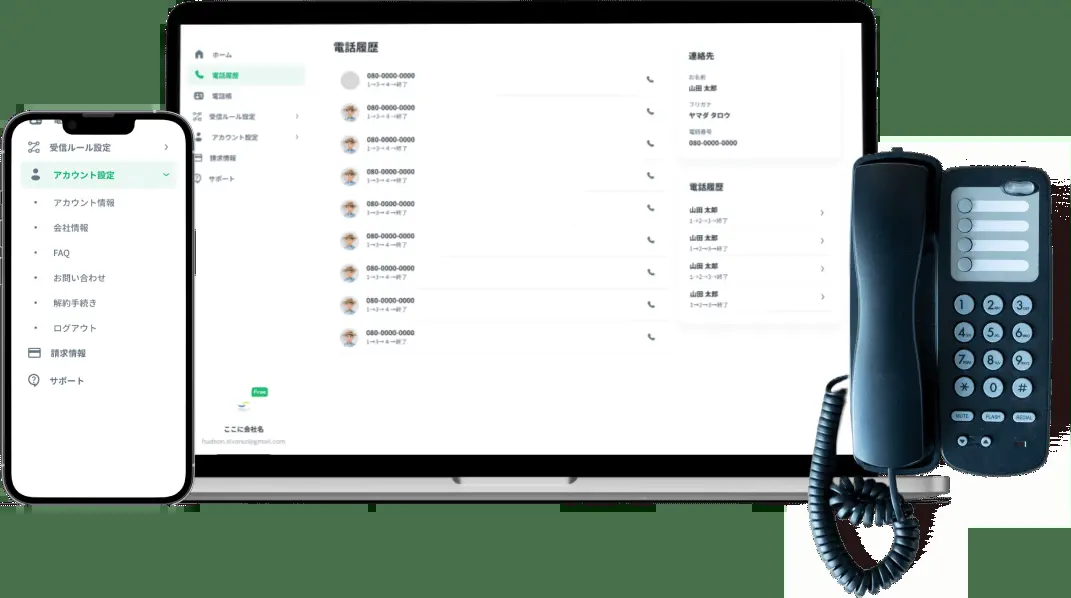 受信ルール設定
アカウント設定
アカウント情報
会社情報
FAQ
お問い合わせ
解約手続き
ログアウト
請求情報
サポート
ホーム
電話履歴
電話帳
受信ルール設定
アカウント設定
請求情報
サポート
Free
ここに会社名
電話履歴
080-0000-0000
1→3→4→終了
080-0000-0000
1→3→4→終了
080-0000-0000
1→3→4→終了
080-0000-0000
1→3→4→終了
080-0000-0000
1→3→4→終了
080-0000-0000
1→3→4→終了
080-0000-0000
1→3→4→終了
080-0000-0000
1→3→4→終了
080-0000-0000
1→3→4→終了
連絡先
お名前
山田 太郎
フリガナ
ヤマダ タロウ
電話番号
080-0000-0000
電話履歴
山田 太郎
1→2→3→終了
山田 太郎
1→2→3→終了
山田 太郎
1→2→3→終了
山田 太郎
1→2→3→終了
1 2 3
4 5 6
7 8 9
* 0 #
MUTE FLASH REDIAL